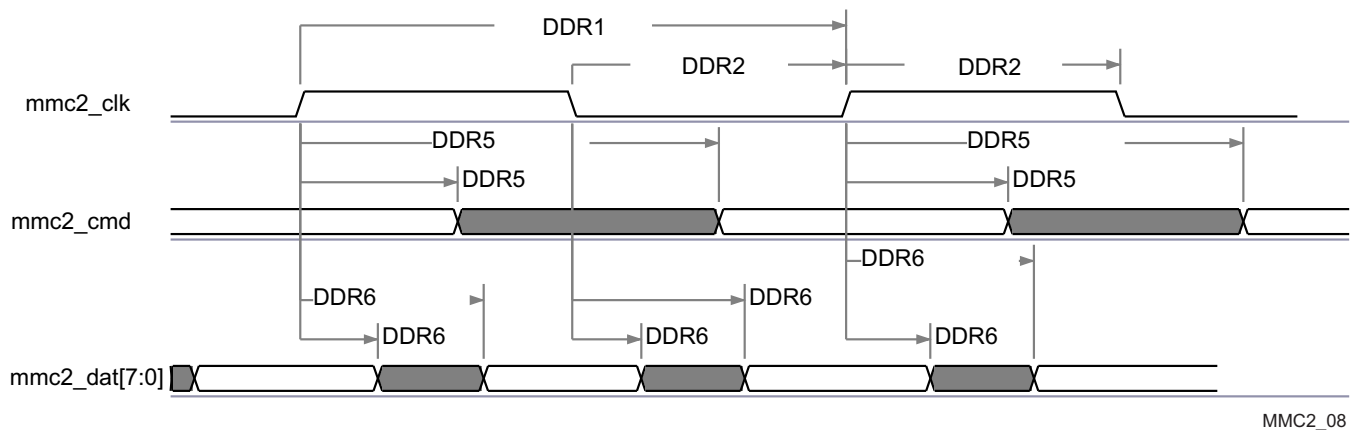 DDR1
DDR2 DDR2
mmc2_clk
DDR5 DDR5
DDR5 DDR5
mmc2_cmd
DDR6
DDR6 DDR6
DDR6 DDR6 DDR6
mmc2_dat[7:0]
MMC2_08